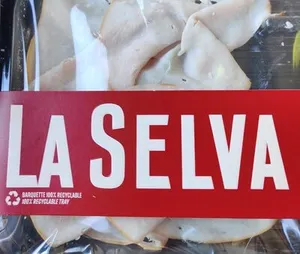 LA SELVA
BARQUETTE 100% RECYCLABLE
100% RECYCLABLE TRAY